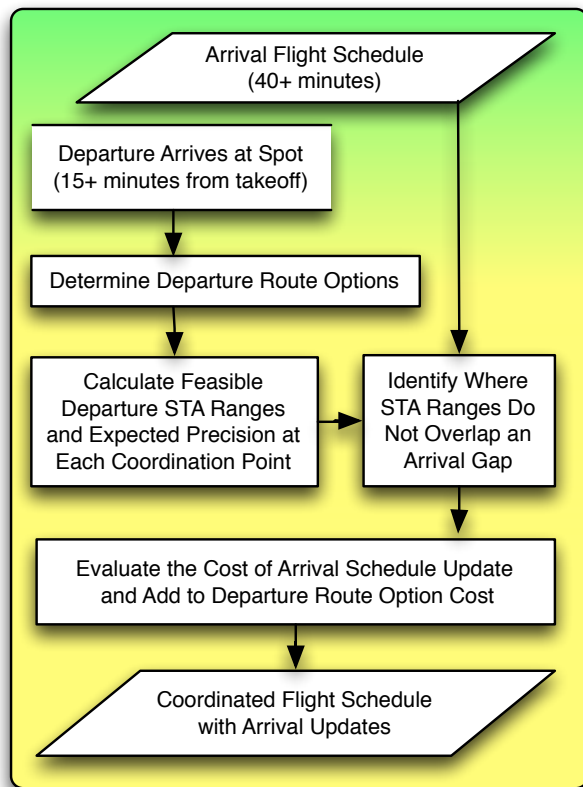 Arrival Flight Schedule
(40+ minutes)
Departure Arrives at Spot
(15+ minutes from takeoff)
Determine Departure Route Options
Calculate Feasible
Departure STA Ranges
and Expected Precision at
Each Coordination Point
Identify Where
STA Ranges Do
Not Overlap an
Arrival Gap
Evaluate the Cost of Arrival Schedule Update
and Add to Departure Route Option Cost
Coordinated Flight Schedule
with Arrival Updates